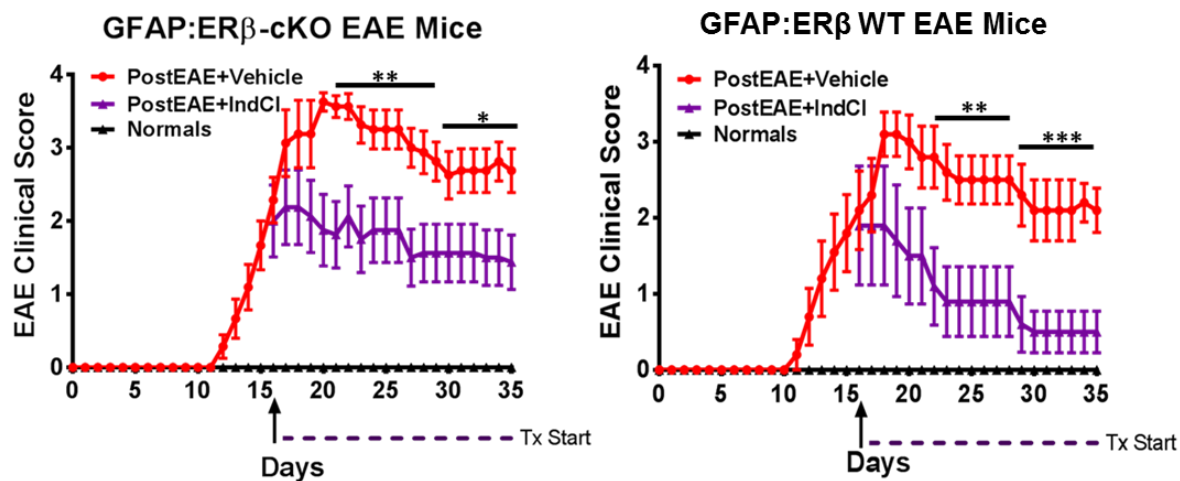 GFAP:ERβ-cKO EAE Mice
PostEAE+Vehicle
PostEAE+IndCl
Normals
**
*
EAE Clinical Score
4
3
2
1
0
0 5 10 15 20 25 30 35
Tx Start
Days
GFAP:ERβ WT EAE Mice
PostEAE+Vehicle
PostEAE+IndCl
Normals
**
***
EAE Clinical Score
4
3
2
1
0
0 5 10 15 20 25 30 35
Tx Start
Days